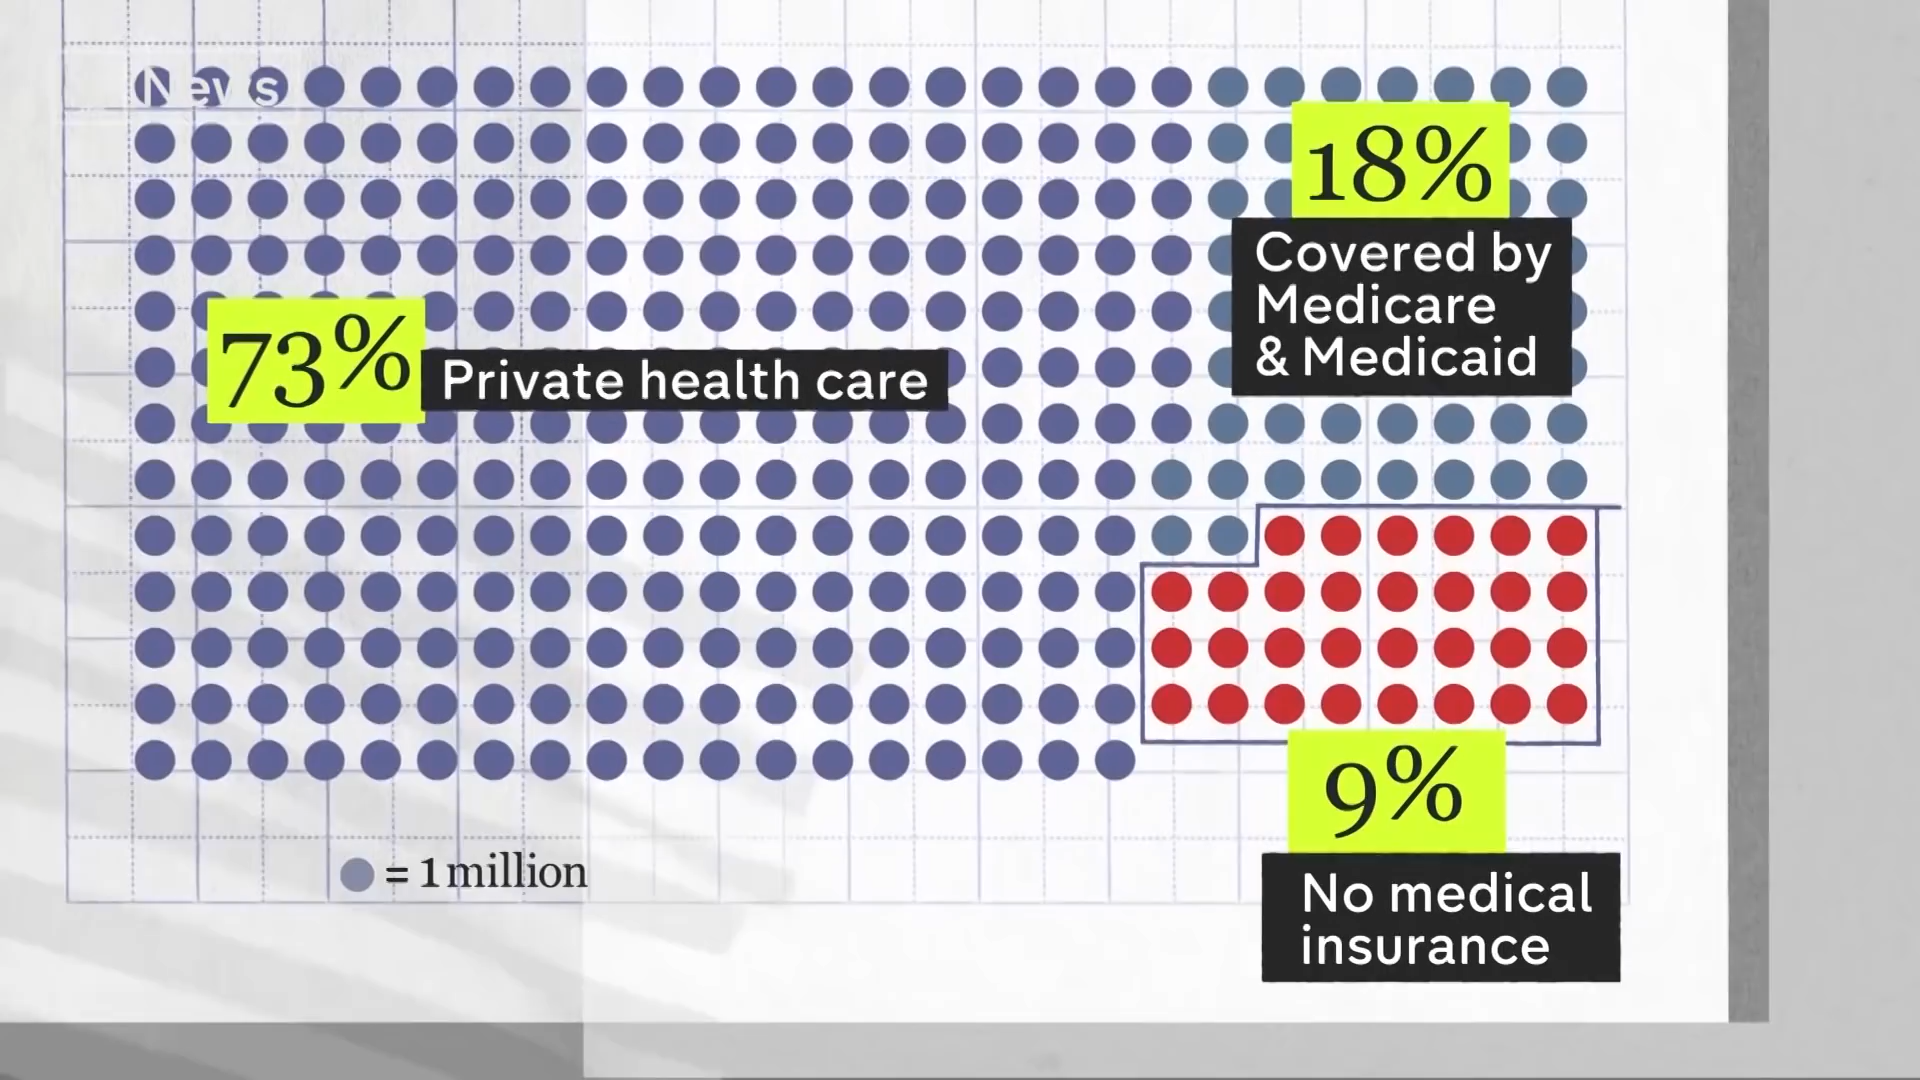 News
18%
Covered by
Medicare
& Medicaid
73%
Private health care
9%
No medical
insurance
= 1 million